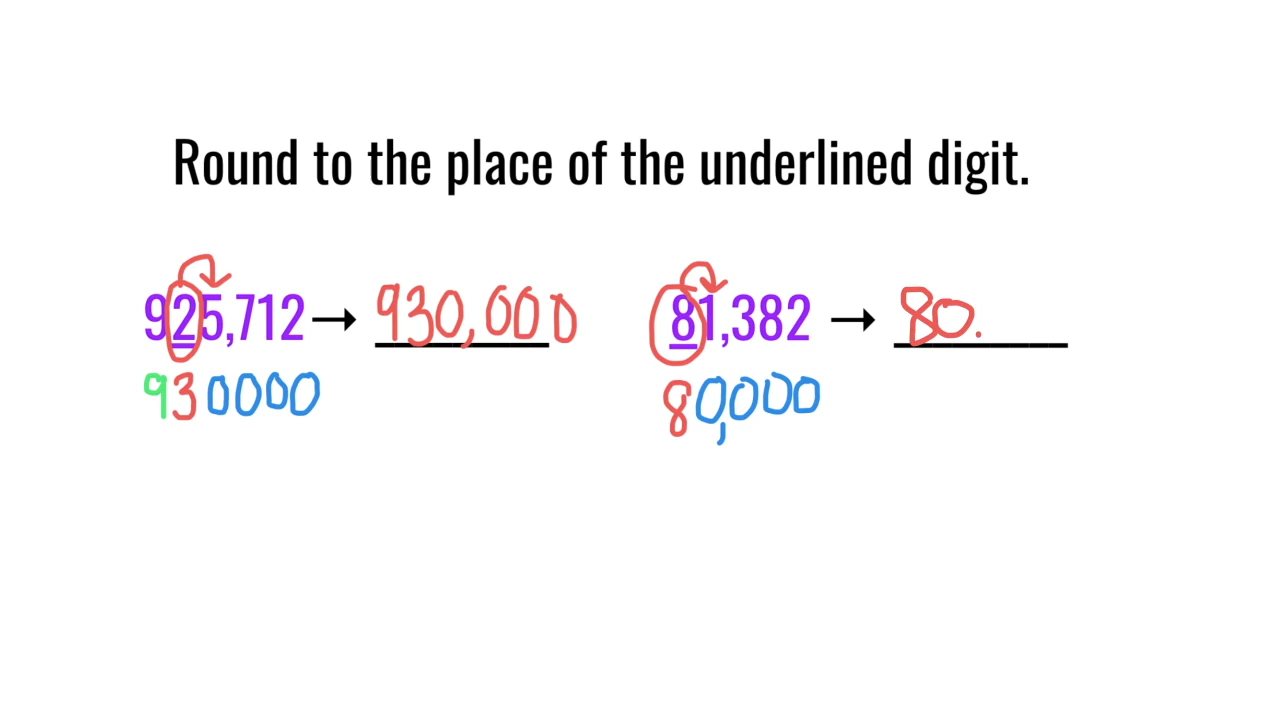 Round to the place of the underlined digit.
925,712 → 930,000 81,382 → 80.
930000 80,000